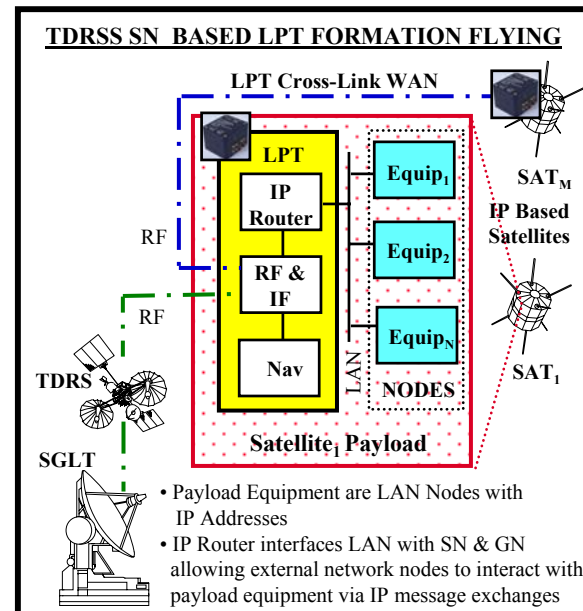 TDRSS SN BASED LPT FORMATION FLYING
LPT Cross-Link WAN
LPT
IP
Router
RF &
IF
Nav
LAN
Equip1
Equip2
EquipN
NODES
Satellite1 Payload
RF
RF
SATM
IP Based
Satellites
SAT1
TDRS
SGLT
• Payload Equipment are LAN Nodes with
IP Addresses
• IP Router interfaces LAN with SN & GN
allowing external network nodes to interact with
payload equipment via IP message exchanges